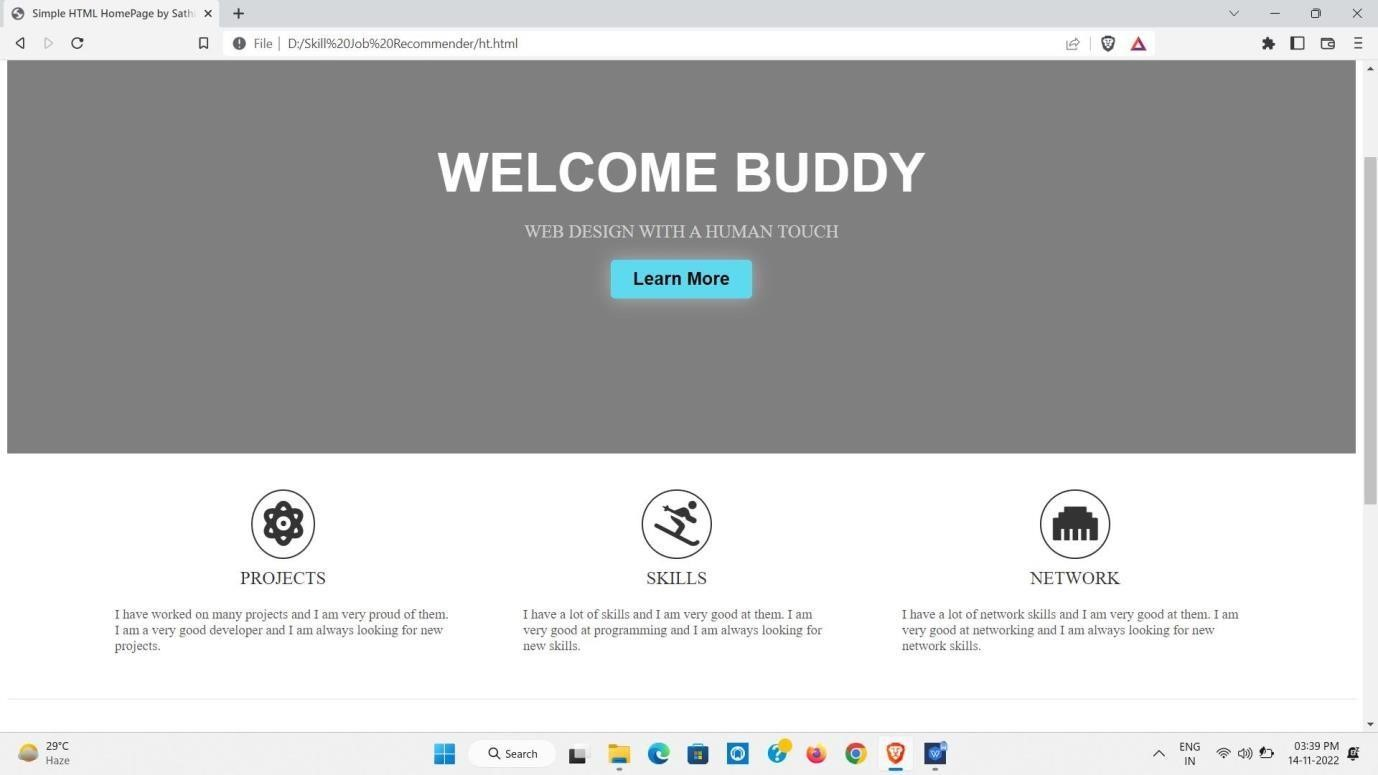 Simple HTML HomePage by Sath
File
D:/Skill%20Job%20Recommender/ht.html
WELCOME BUDDY
WEB DESIGN WITH A HUMAN TOUCH
Learn More
PROJECTS
I have worked on many projects and I am very proud of them.
I am a very good developer and I am always looking for new
projects.
SKILLS
I have a lot of skills and I am very good at them. I am
very good at programming and I am always looking for
new skills.
NETWORK
I have a lot of network skills and I am very good at them. I am
very good at networking and I am always looking for new
network skills.
29°C
Haze
Search
ENG
IN
03:39 PM
14-11-2022